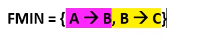 FMIN = { A → B, B → C}